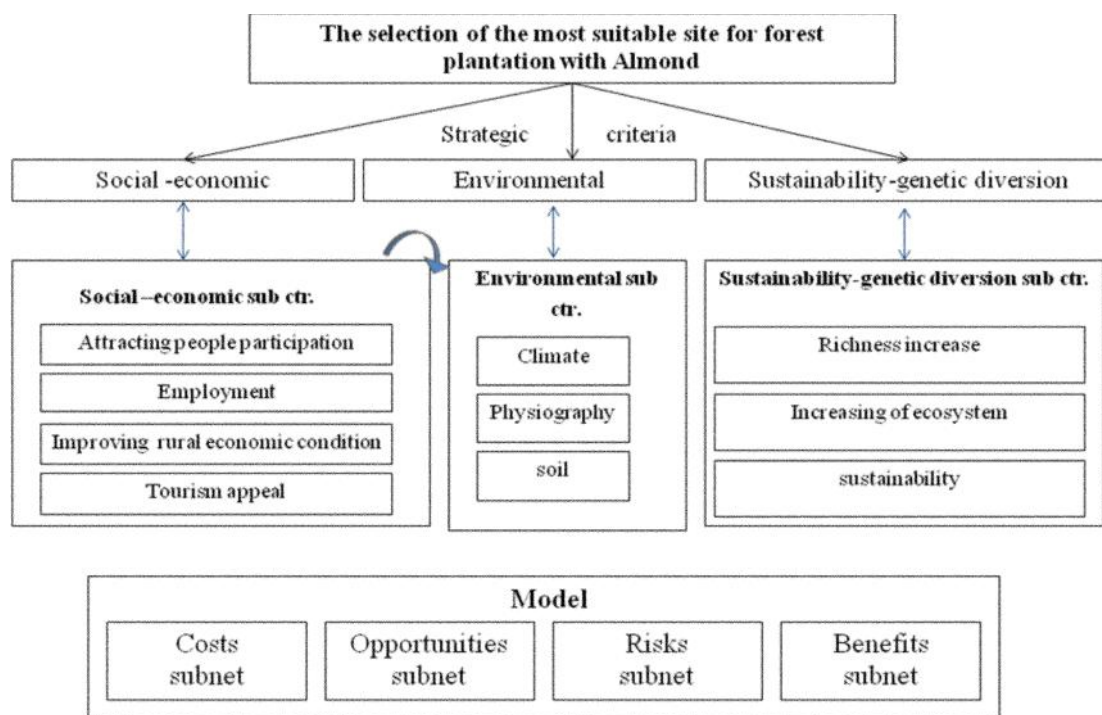 The selection of the most suitable site for forest
plantation with Almond
Strategic criteria
Social -economic
Environmental
Sustainability-genetic diversion
Social –economic sub ctr.
Attracting people participation
Employment
Improving rural economic condition
Tourism appeal
Environmental sub
ctr.
Climate
Physiography
soil
Sustainability-genetic diversion sub ctr.
Richness increase
Increasing of ecosystem
sustainability
Model
Costs
subnet
Opportunities
subnet
Risks
subnet
Benefits
subnet